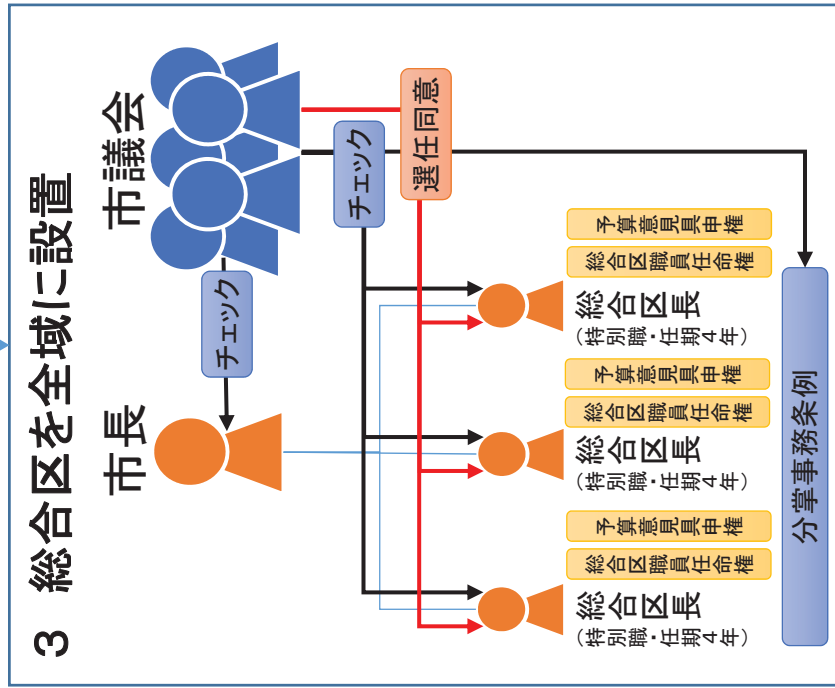 3 総合区を全域に設置
市長
市議会
チェック
チェック
選任同意
総合区長
(特別職・任期4年)
総合区職員任命権
予算意見具申権
総合区長
(特別職・任期4年)
総合区職員任命権
予算意見具申権
総合区長
(特別職・任期4年)
総合区職員任命権
予算意見具申権
分掌事務条例